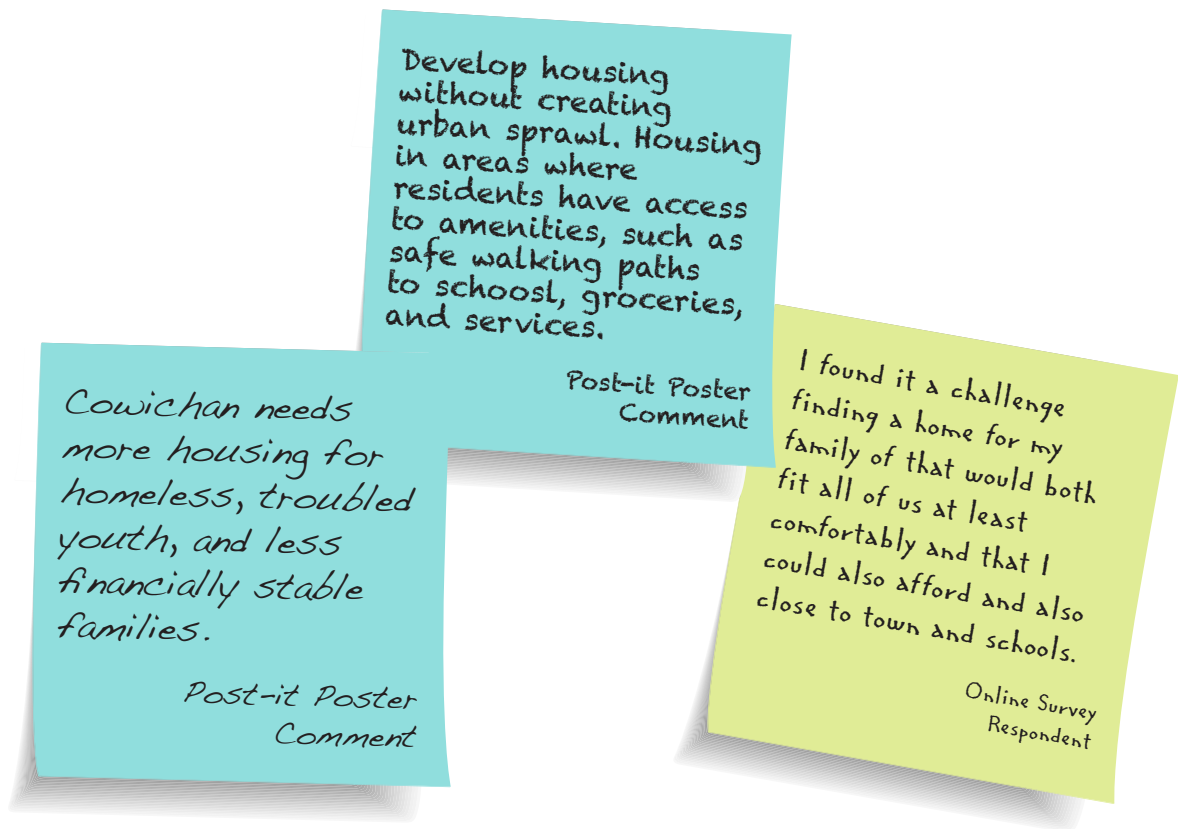 Develop housing
without creating
urban sprawl. Housing
in areas where
residents have access
to amenities, such as
safe walking paths
to schoosl, groceries,
and services.
Post-it Poster
Comment
Cowichan needs
more housing for
homeless, troubled
youth, and less
financially stable
families.
Post-it Poster
Comment
I found it a challenge
finding a home for my
family of that would both
fit all of us at least
comfortably and that I
could also afford and also
close to town and schools.
Online Survey
Respondent